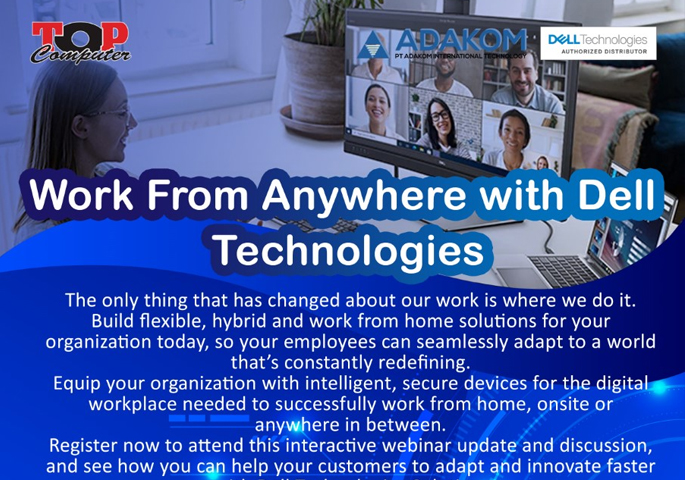 TOP
Computer
ADAKOM
PT ADAKOM INTERNATIONAL TECHNOLOGY
DELL Technologies
AUTHORIZED DISTRIBUTOR
Work From Anywhere with Dell
Technologies
The only thing that has changed about our work is where we do it.
Build flexible, hybrid and work from home solutions for your
organization today, so your employees can seamlessly adapt to a world
that's constantly redefining.
Equip your organization with intelligent, secure devices for the digital
workplace needed to successfully work from home, onsite or
anywhere in between.
Register now to attend this interactive webinar update and discussion,
and see how you can help your customers to adapt and innovate faster